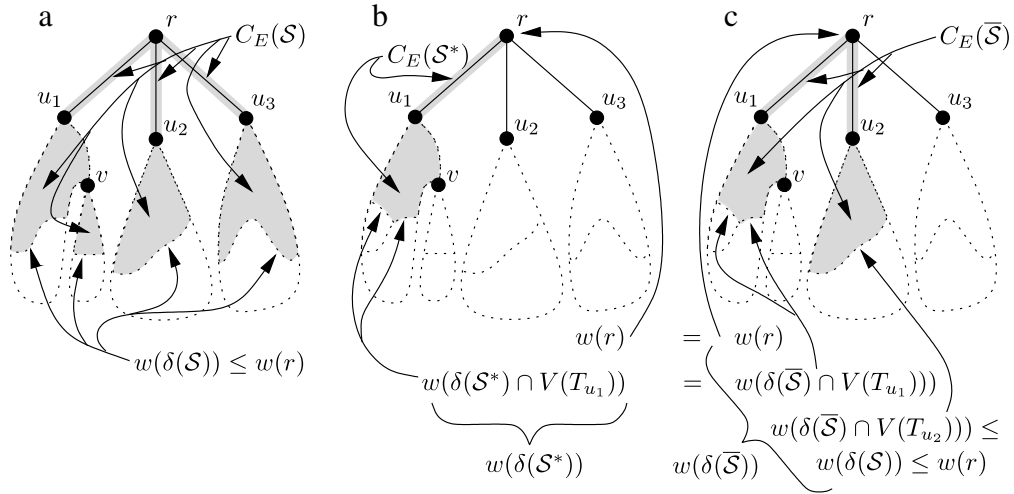 a
r
C_E(𝒮)
u_1
u_2
u_3
v
w(δ(𝒮)) ≤ w(r)
b
r
C_E(𝒮*)
u_1
u_2
u_3
v
w(r)
w(δ(𝒮*) ∩ V(T_{u_1}))
w(δ(𝒮*))
c
r
C_E(𝒮̅)
u_1
u_2
u_3
v
= w(r)
= w(δ(𝒮̅) ∩ V(T_{u_1})))
w(δ(𝒮̅) ∩ V(T_{u_2}))) ≤
w(δ(𝒮̅)) w(δ(𝒮)) ≤ w(r)